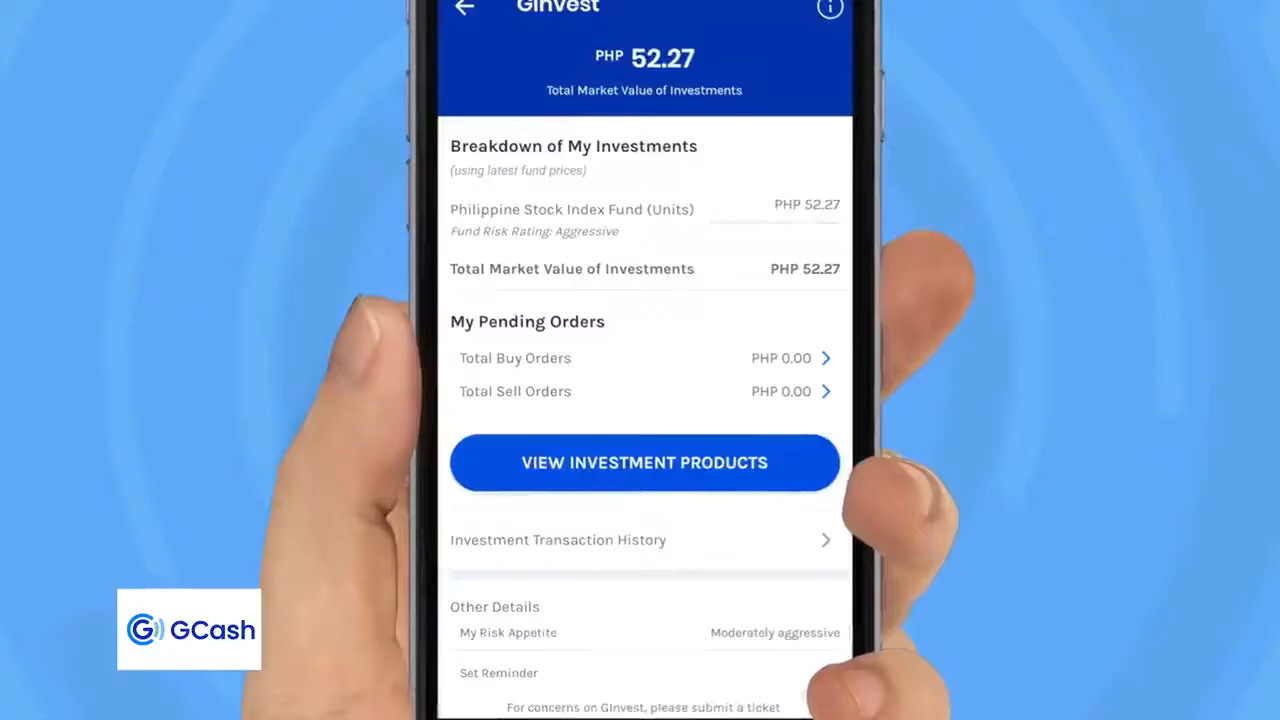 GInvest
PHP 52.27
Total Market Value of Investments
Breakdown of My Investments
(using latest fund prices)
Philippine Stock Index Fund (Units) PHP 52.27
Fund Risk Rating: Aggressive
Total Market Value of Investments PHP 52.27
My Pending Orders
Total Buy Orders PHP 0.00
Total Sell Orders PHP 0.00
VIEW INVESTMENT PRODUCTS
Investment Transaction History
Other Details
My Risk Appetite Moderately aggressive
Set Reminder
For concerns on GInvest, please submit a ticket
G GCash